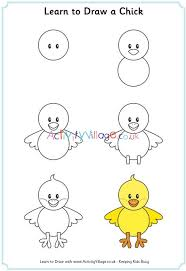 Learn to Draw a Chick
ActivityVillage.co.uk
Learn to Draw with www.ActivityVillage.co.uk - Keeping Kids Busy